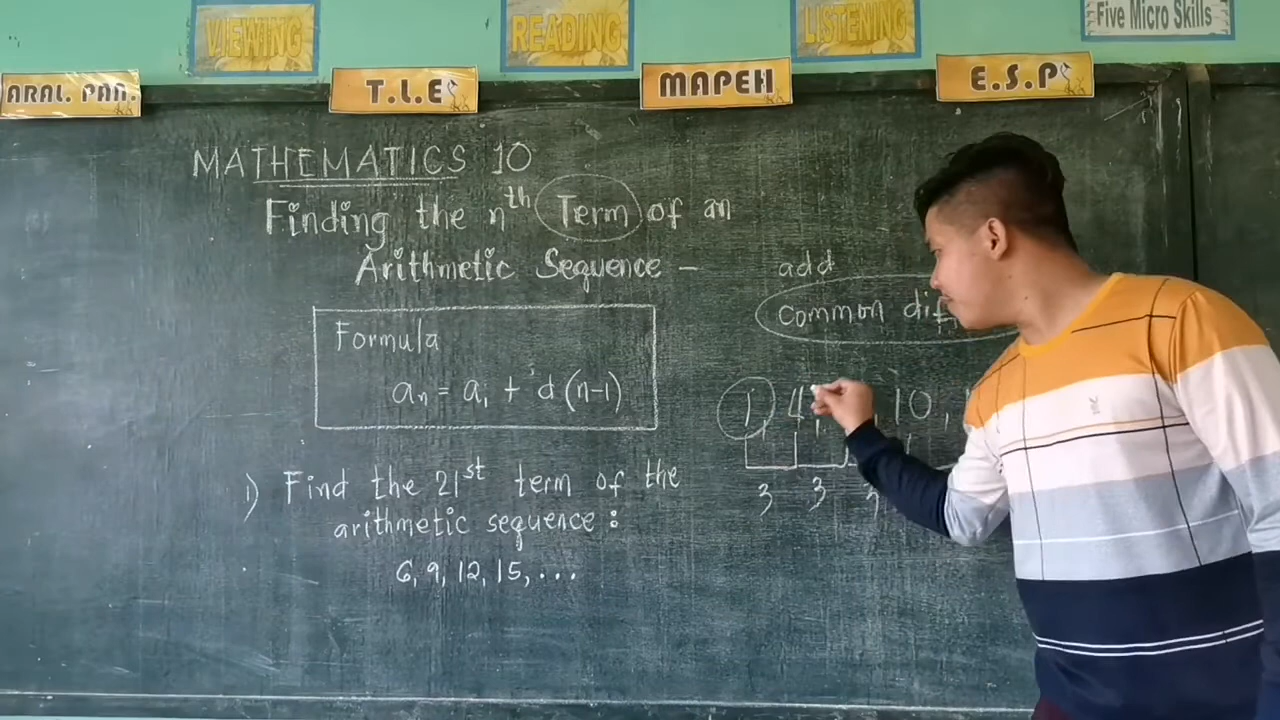 VIEWING READING LISTENING Five Micro Skills
ARAL. PAN. T.L.E MAPEH E.S.P
MATHEMATICS 10
Finding the nth Term of an
Arithmetic Sequence –
Formula
aₙ = a₁ + d(n-1)
1) Find the 21st term of the
arithmetic sequence:
6, 9, 12, 15, ...
add
common
1, 4 10,
3 3